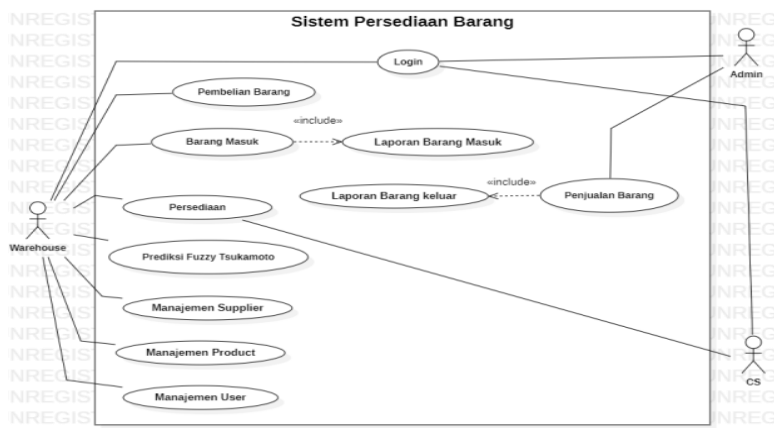 Sistem Persediaan Barang
Login
Admin
Pembelian Barang
«include»
Barang Masuk
Laporan Barang Masuk
«include»
Laporan Barang keluar
Penjualan Barang
Persediaan
Warehouse
Prediksi Fuzzy Tsukamoto
Manajemen Supplier
Manajemen Product
CS
Manajemen User